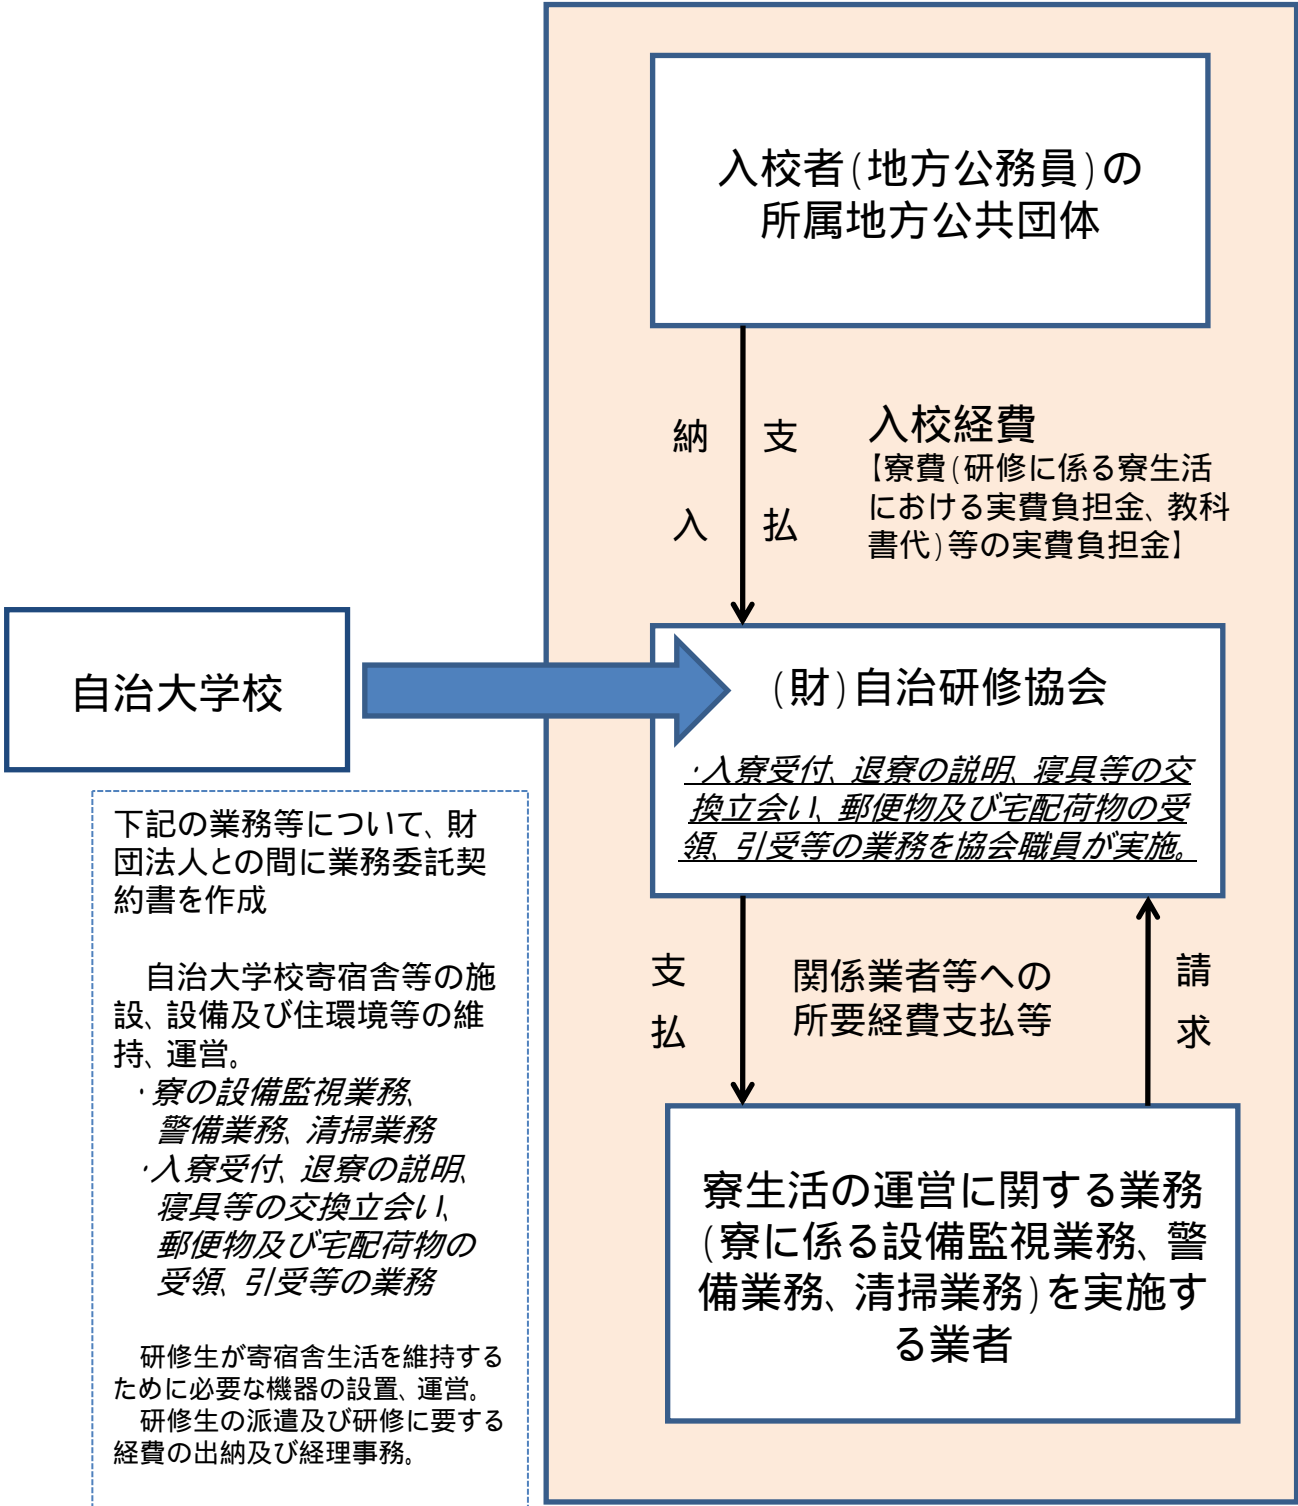 入校者(地方公務員)の
所属地方公共団体
納入
支払
入校経費
【寮費(研修に係る寮生活
における実費負担金、教科
書代)等の実費負担金】
自治大学校
(財)自治研修協会
・入寮受付、退寮の説明、寝具等の交
換立会い、郵便物及び宅配荷物の受
領、引受等の業務を協会職員が実施。
下記の業務等について、財
団法人との間に業務委託契
約書を作成
自治大学校寄宿舎等の施
設、設備及び住環境等の維
持、運営。
・寮の設備監視業務、
警備業務、清掃業務
・入寮受付、退寮の説明、
寝具等の交換立会い、
郵便物及び宅配荷物の
受領、引受等の業務
研修生が寄宿舎生活を維持する
ために必要な機器の設置、運営。
研修生の派遣及び研修に要する
経費の出納及び経理事務。
支払
関係業者等への
所要経費支払等
請求
寮生活の運営に関する業務
(寮に係る設備監視業務、警
備業務、清掃業務)を実施す
る業者